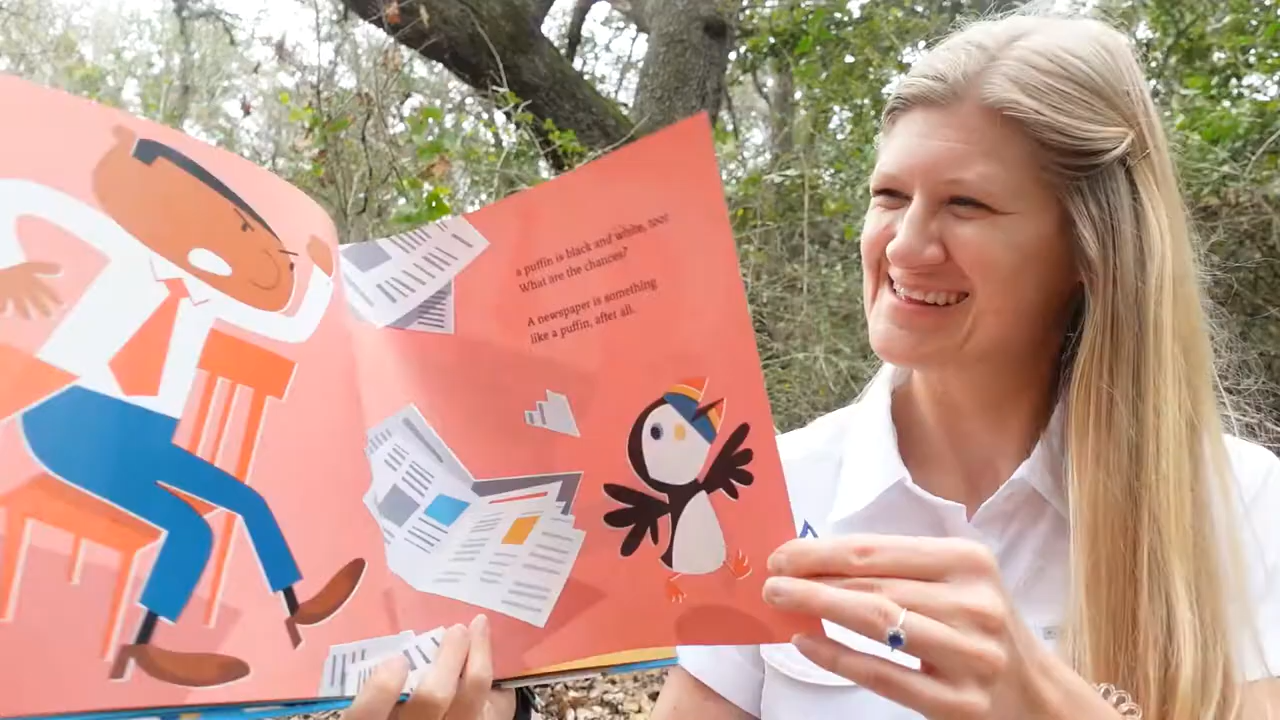 a puffin is black and white, too!
What are the chances?
A newspaper is something
like a puffin, after all.